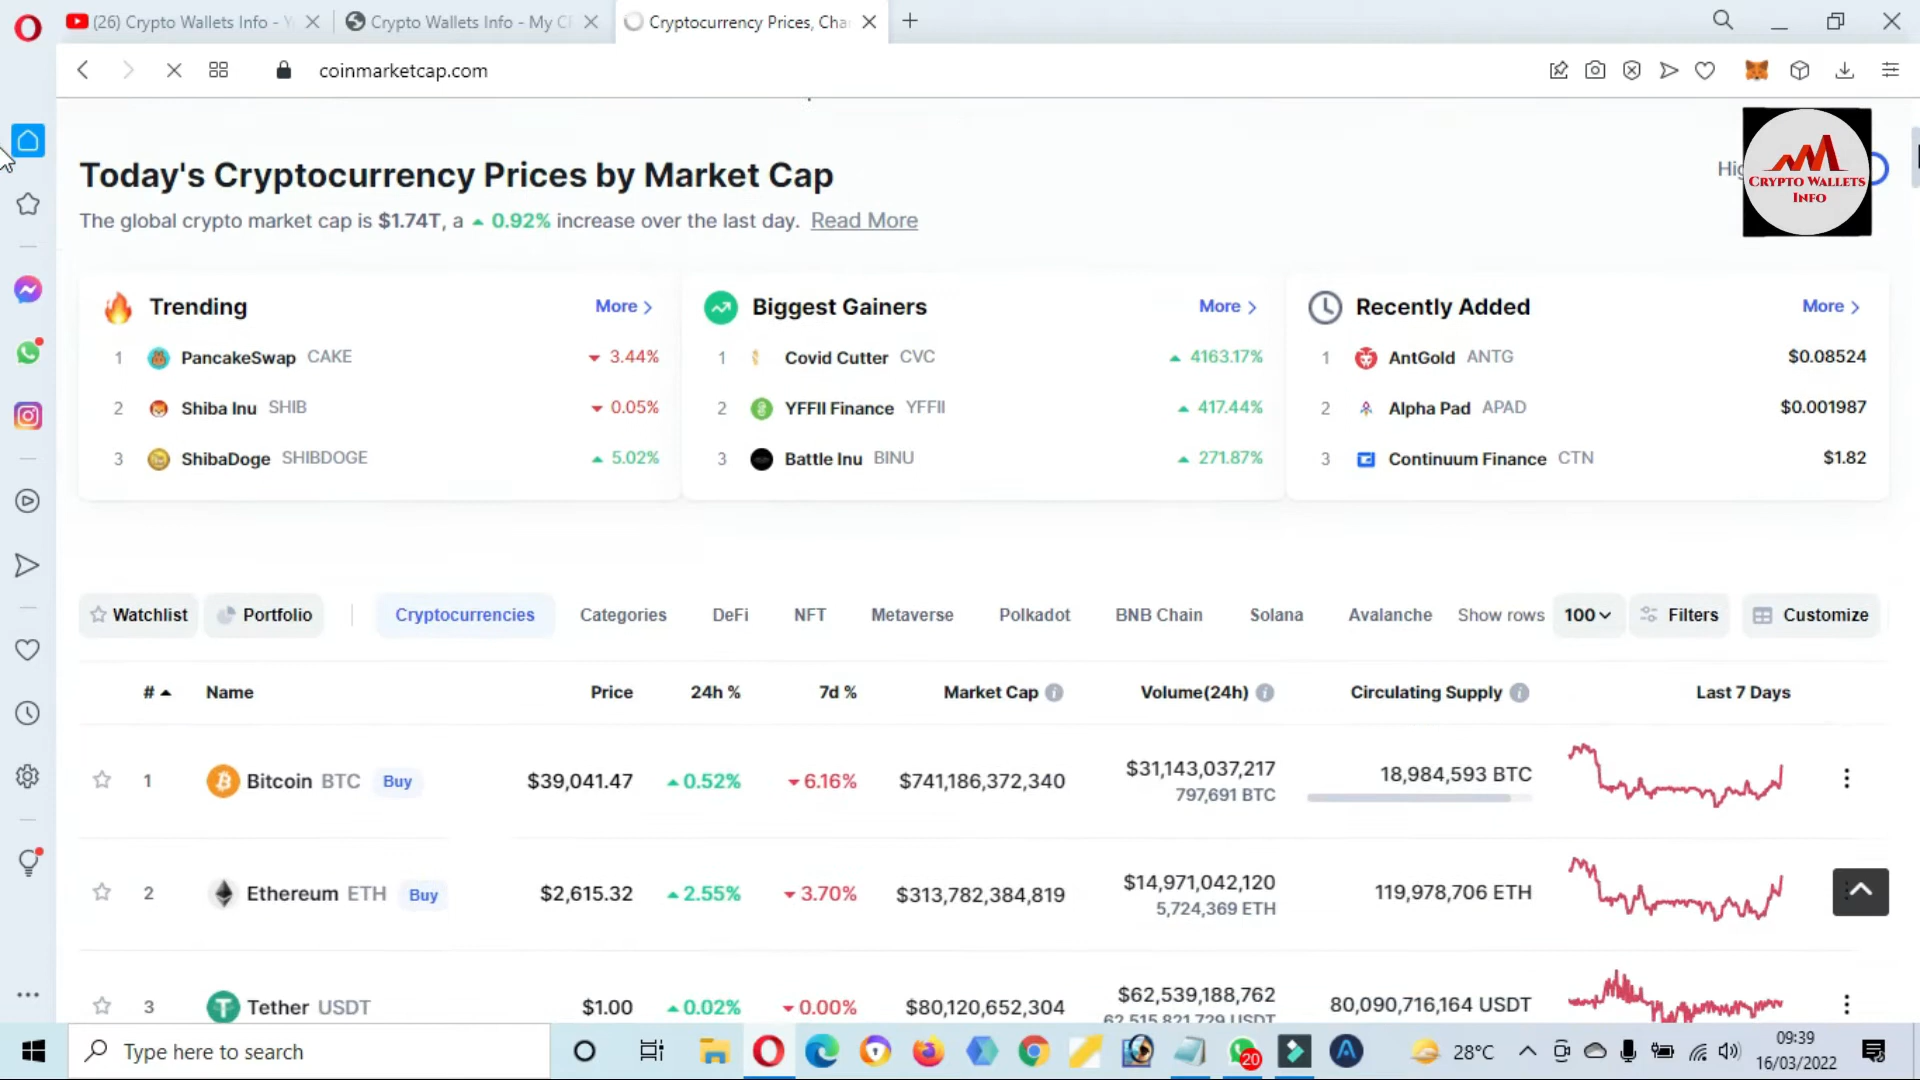 (26) Crypto Wallets Info - Y
Crypto Wallets Info - My C
Cryptocurrency Prices, Cha
coinmarketcap.com
Today's Cryptocurrency Prices by Market Cap
Hig
CRYPTO WALLETS
INFO
The global crypto market cap is $1.74T, a 0.92% increase over the last day. Read More
Trending More
1 PancakeSwap CAKE 3.44%
2 Shiba Inu SHIB 0.05%
3 ShibaDoge SHIBDOGE 5.02%
Biggest Gainers More
1 Covid Cutter CVC 4163.17%
2 YFFII Finance YFFII 417.44%
3 Battle Inu BINU 271.87%
Recently Added More
1 AntGold ANTG $0.08524
2 Alpha Pad APAD $0.001987
3 Continuum Finance CTN $1.82
Watchlist Portfolio Cryptocurrencies Categories DeFi NFT Metaverse Polkadot BNB Chain Solana Avalanche Show rows 100 Filters Customize
# Name Price 24h % 7d % Market Cap Volume(24h) Circulating Supply Last 7 Days
1 Bitcoin BTC Buy $39,041.47 0.52% 6.16% $741,186,372,340 $31,143,037,217 18,984,593 BTC
797,691 BTC
2 Ethereum ETH Buy $2,615.32 2.55% 3.70% $313,782,384,819 $14,971,042,120 119,978,706 ETH
5,724,369 ETH
3 Tether USDT $1.00 0.02% 0.00% $80,120,652,304 $62,539,188,762 80,090,716,164 USDT
62,515,821,729 USDT
Type here to search
20
28°C
09:39
16/03/2022